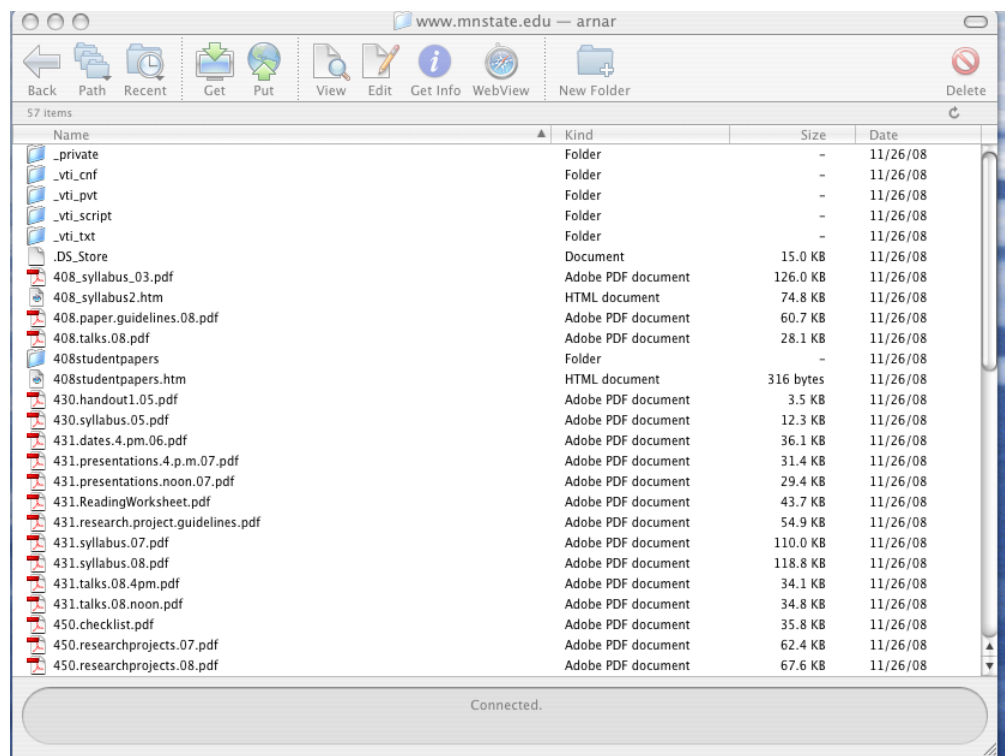 www.mnstate.edu — arnar
Back Path Recent Get Put View Edit Get Info WebView New Folder Delete
57 items
Name Kind Size Date
_private Folder – 11/26/08
_vti_cnf Folder – 11/26/08
_vti_pvt Folder – 11/26/08
_vti_script Folder – 11/26/08
_vti_txt Folder – 11/26/08
.DS_Store Document 15.0 KB 11/26/08
408_syllabus_03.pdf Adobe PDF document 126.0 KB 11/26/08
408_syllabus2.htm HTML document 74.8 KB 11/26/08
408.paper.guidelines.08.pdf Adobe PDF document 60.7 KB 11/26/08
408.talks.08.pdf Adobe PDF document 28.1 KB 11/26/08
408studentpapers Folder – 11/26/08
408studentpapers.htm HTML document 316 bytes 11/26/08
430.handout1.05.pdf Adobe PDF document 3.5 KB 11/26/08
430.syllabus.05.pdf Adobe PDF document 12.3 KB 11/26/08
431.dates.4.pm.06.pdf Adobe PDF document 36.1 KB 11/26/08
431.presentations.4.p.m.07.pdf Adobe PDF document 31.4 KB 11/26/08
431.presentations.noon.07.pdf Adobe PDF document 29.4 KB 11/26/08
431.ReadingWorksheet.pdf Adobe PDF document 43.7 KB 11/26/08
431.research.project.guidelines.pdf Adobe PDF document 54.9 KB 11/26/08
431.syllabus.07.pdf Adobe PDF document 110.0 KB 11/26/08
431.syllabus.08.pdf Adobe PDF document 118.8 KB 11/26/08
431.talks.08.4pm.pdf Adobe PDF document 34.1 KB 11/26/08
431.talks.08.noon.pdf Adobe PDF document 34.8 KB 11/26/08
450.checklist.pdf Adobe PDF document 35.8 KB 11/26/08
450.researchprojects.07.pdf Adobe PDF document 62.4 KB 11/26/08
450.researchprojects.08.pdf Adobe PDF document 67.6 KB 11/26/08
Connected.